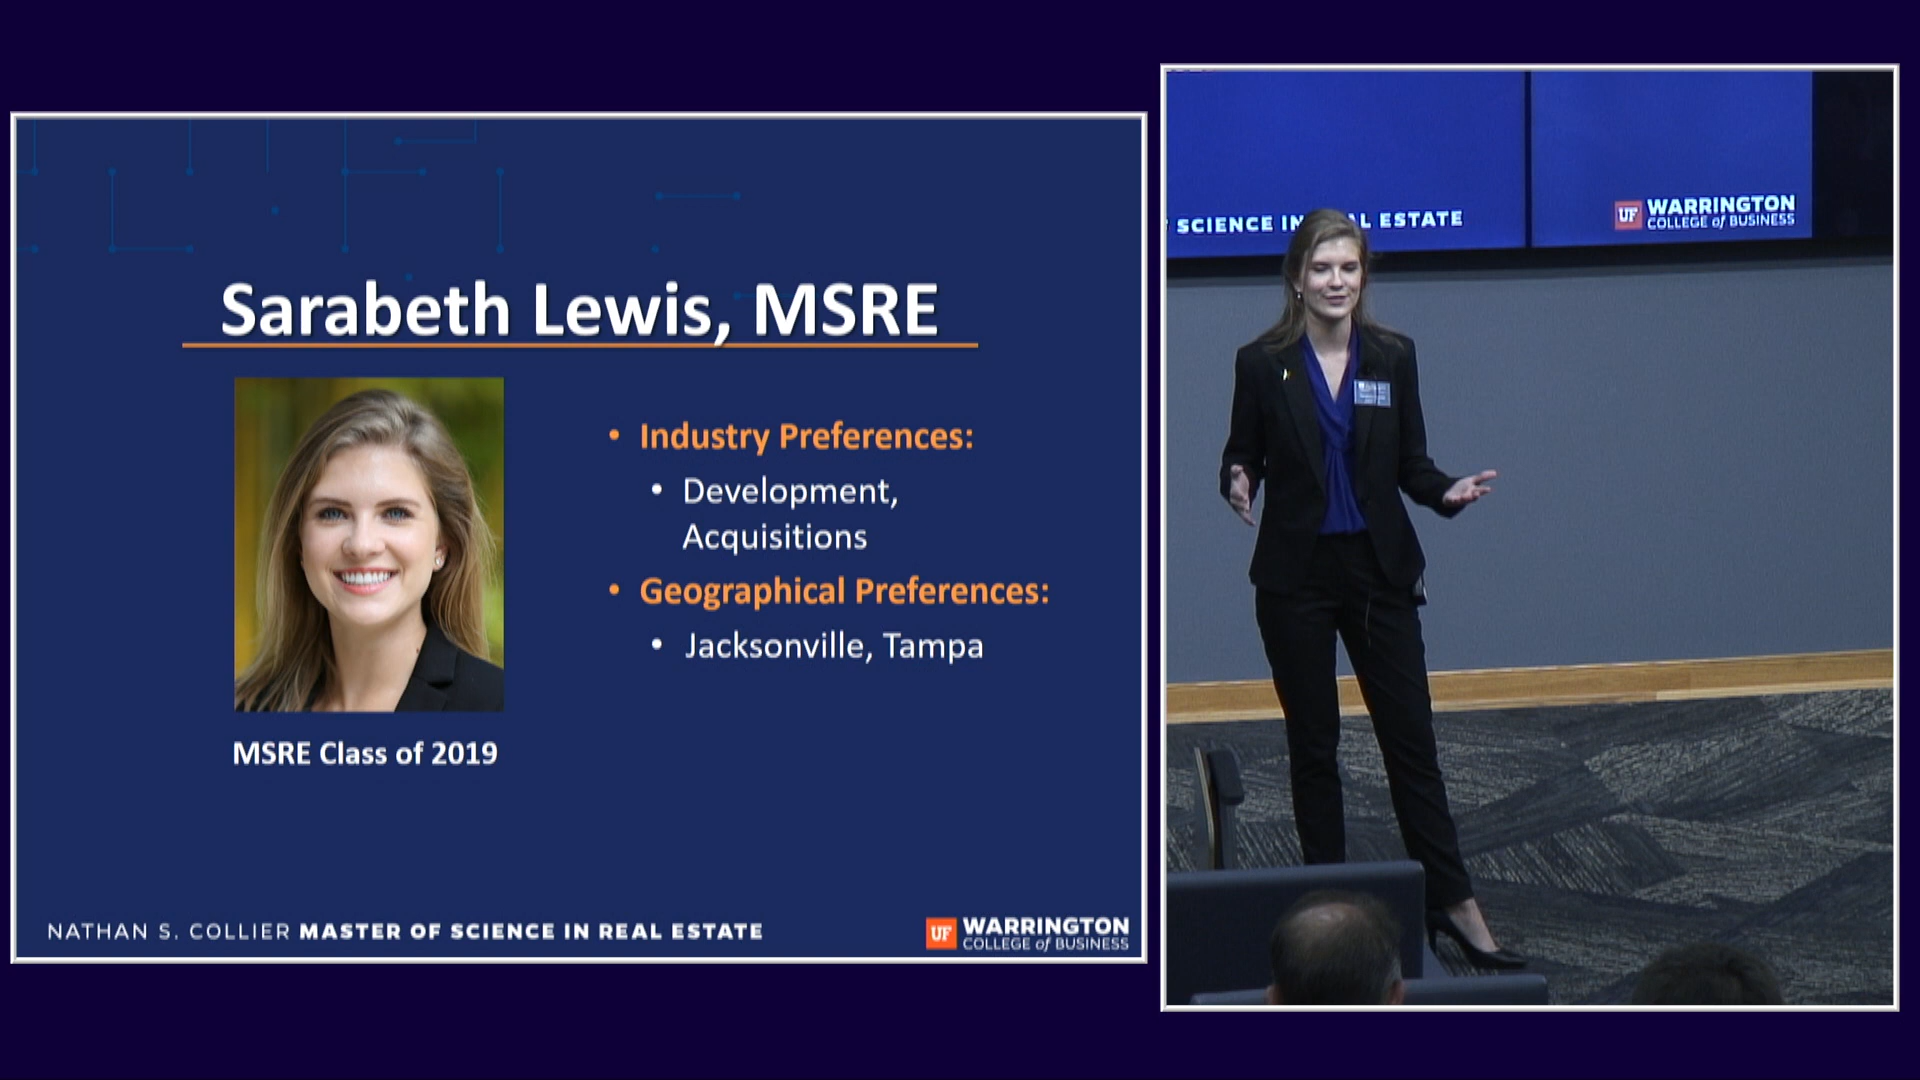 Sarabeth Lewis, MSRE
• Industry Preferences:
• Development,
Acquisitions
• Geographical Preferences:
• Jacksonville, Tampa
MSRE Class of 2019
NATHAN S. COLLIER MASTER OF SCIENCE IN REAL ESTATE
UF WARRINGTON
COLLEGE of BUSINESS
SCIENCE IN AL ESTATE
UF WARRINGTON
COLLEGE of BUSINESS